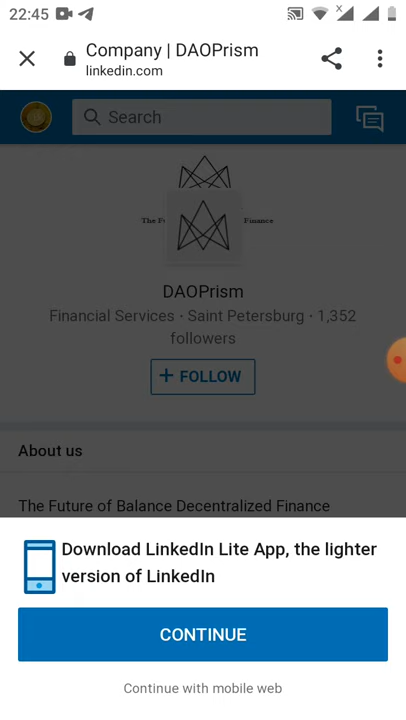 22:45
Company | DAOPrism
linkedin.com
Search
Finance
DAOPrism
Financial Services · Saint Petersburg · 1,352
followers
+ FOLLOW
About us
The Future of Balance Decentralized Finance
Download LinkedIn Lite App, the lighter
version of LinkedIn
CONTINUE
Continue with mobile web